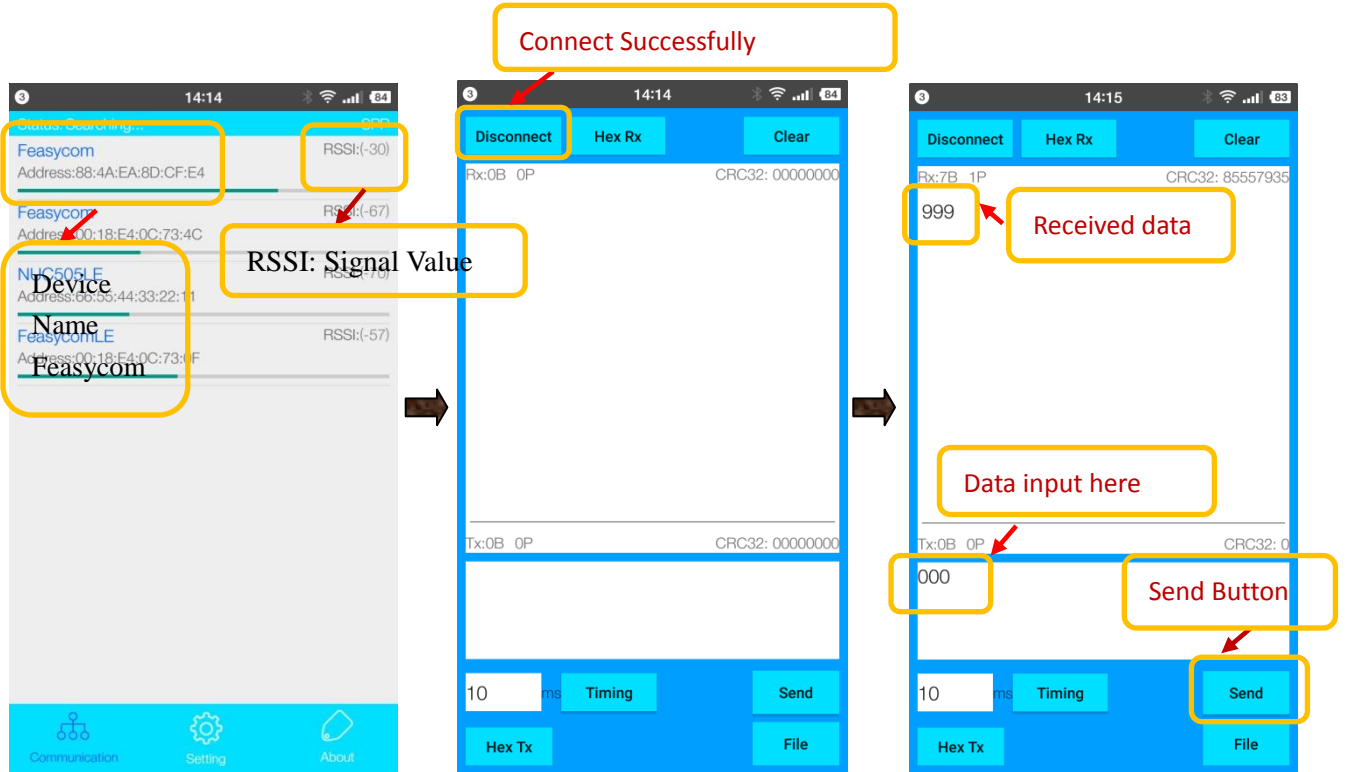 Connect Successfully
3 14:14 84
Status: Searching... SPP
Feasycom RSSI:(-30)
Address:88:4A:EA:8D:CF:E4
Feasycom RSSI:(-67)
Address:00:18:E4:0C:73:4C
RSSI: Signal Value
NUC505LE RSSI:(-70)
Device
Address:66:55:44:33:22:11
Name
FeasycomLE RSSI:(-57)
Address:00:18:E4:0C:73:0F
Feasycom
Communication Setting About
3 14:14 84
Disconnect Hex Rx Clear
Rx:0B 0P CRC32: 00000000
Tx:0B 0P CRC32: 00000000
10 ms Timing Send
Hex Tx File
3 14:15 83
Disconnect Hex Rx Clear
Rx:7B 1P CRC32: 85557935
999
Received data
Data input here
Tx:0B 0P CRC32: 0
000
Send Button
10 ms Timing Send
Hex Tx File